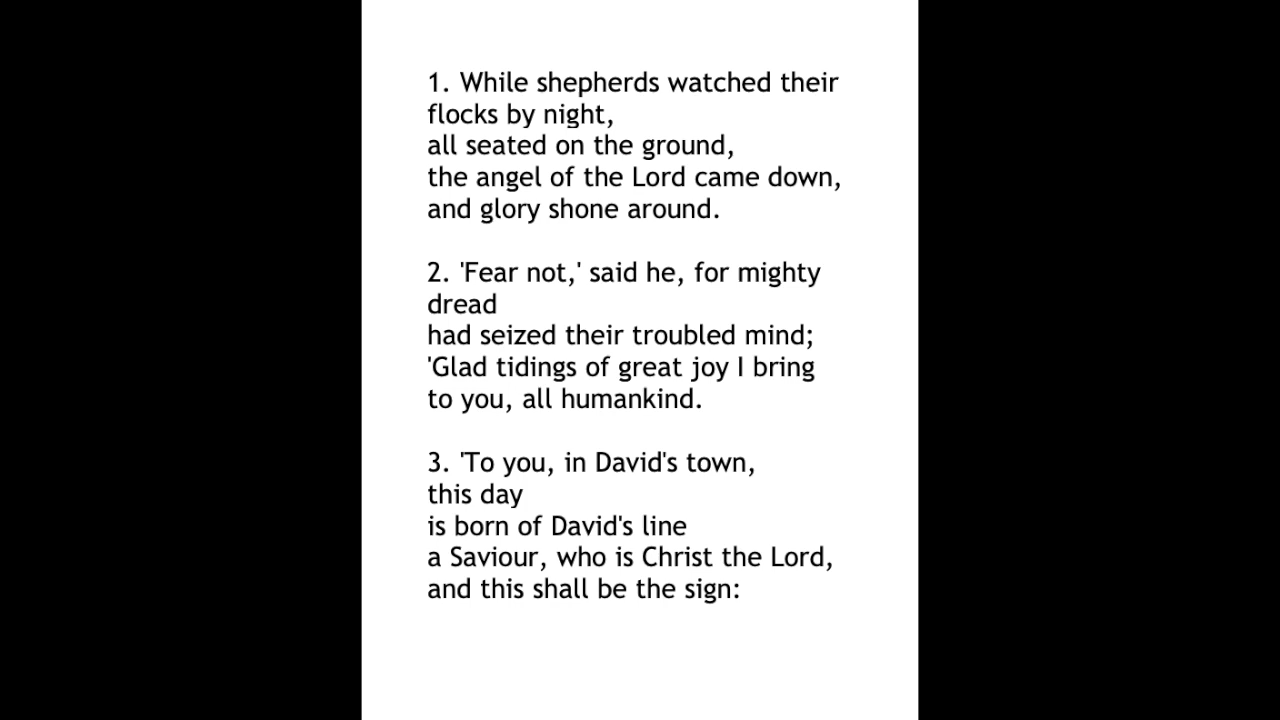 1. While shepherds watched their
flocks by night,
all seated on the ground,
the angel of the Lord came down,
and glory shone around.
2. 'Fear not,' said he, for mighty
dread
had seized their troubled mind;
'Glad tidings of great joy I bring
to you, all humankind.
3. 'To you, in David's town,
this day
is born of David's line
a Saviour, who is Christ the Lord,
and this shall be the sign: